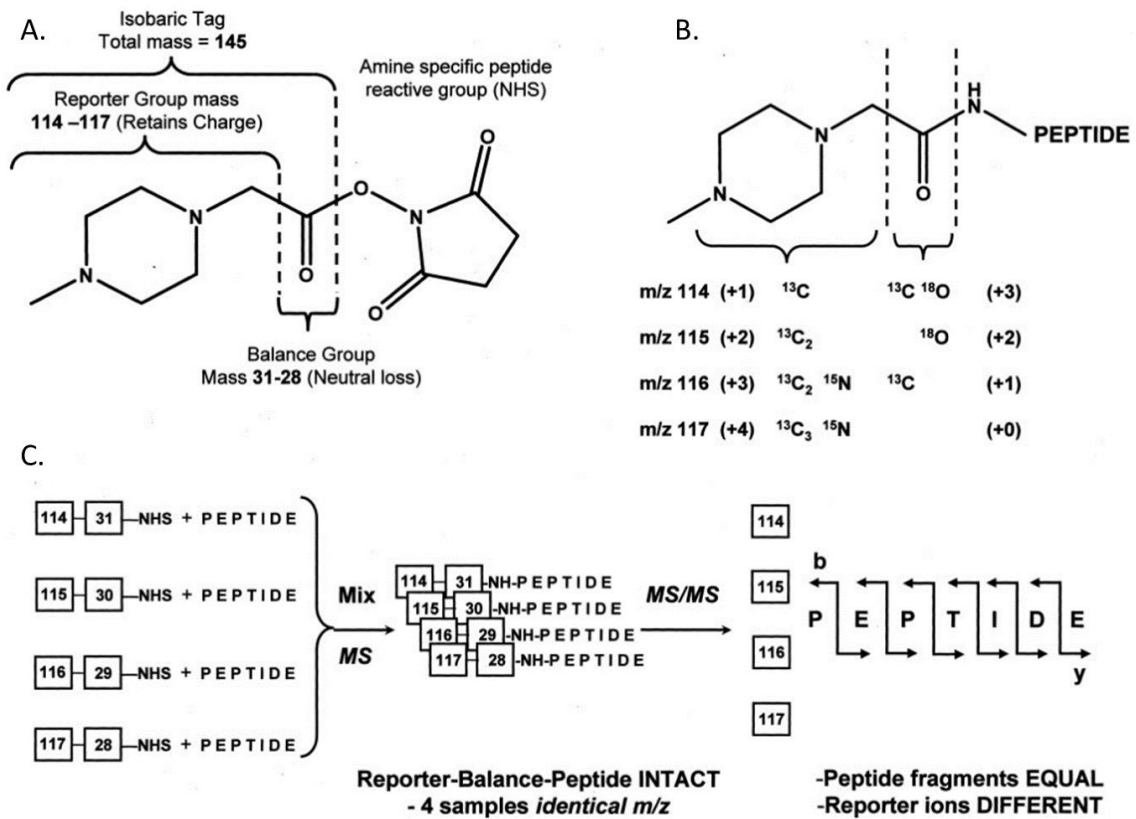 A.
Isobaric Tag
Total mass = 145
Reporter Group mass
114 –117 (Retains Charge)
Amine specific peptide
reactive group (NHS)
N
N
O
O
N
O
O
Balance Group
Mass 31-28 (Neutral loss)
B.
N
N
O
H
N
PEPTIDE
m/z 114 (+1) ¹³C ¹³C ¹⁸O (+3)
m/z 115 (+2) ¹³C₂ ¹⁸O (+2)
m/z 116 (+3) ¹³C₂ ¹⁵N ¹³C (+1)
m/z 117 (+4) ¹³C₃ ¹⁵N (+0)
C.
114 31 -NHS + PEPTIDE
115 30 -NHS + PEPTIDE
116 29 -NHS + PEPTIDE
117 28 -NHS + PEPTIDE
Mix
MS
114 31 -NH-PEPTIDE
115 30 -NH-PEPTIDE
116 29 -NH-PEPTIDE
117 28 -NH-PEPTIDE
Reporter-Balance-Peptide INTACT
- 4 samples identical m/z
MS/MS
114
115
116
117
b
P E P T I D E
y
-Peptide fragments EQUAL
-Reporter ions DIFFERENT